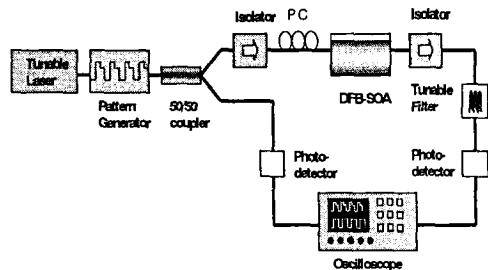 Isolator
PC
Isolator
Tunable
Laser
Pattern
Generator
50/50
coupler
DFB-SOA
Tunable
Filter
Photo-
detector
Photo-
detector
Oscilloscope